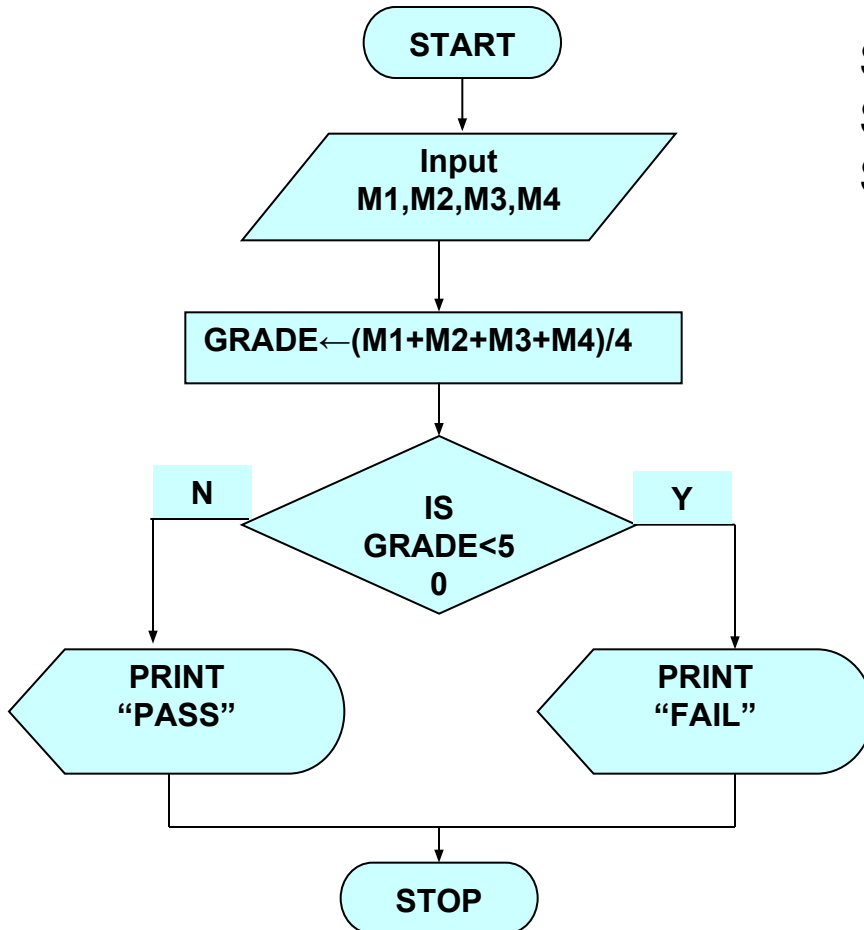 START
S
S
S
Input
M1,M2,M3,M4
GRADE←(M1+M2+M3+M4)/4
N
Y
IS
GRADE<5
0
PRINT
“PASS”
PRINT
“FAIL”
STOP